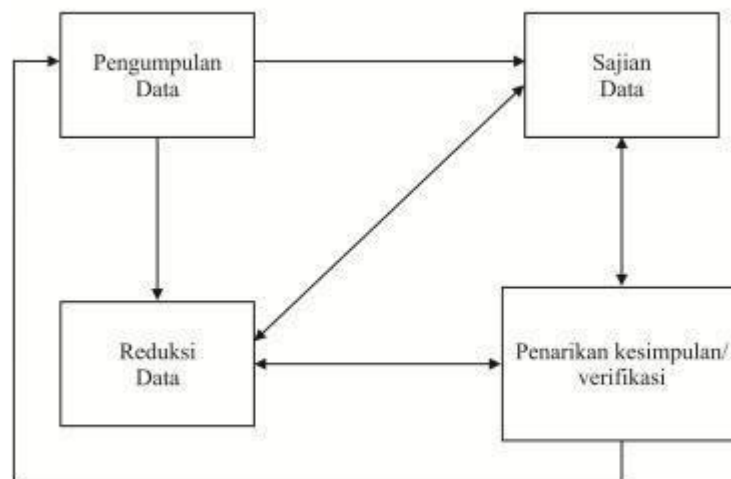 Pengumpulan
Data
Sajian
Data
Reduksi
Data
Penarikan kesimpulan/
verifikasi